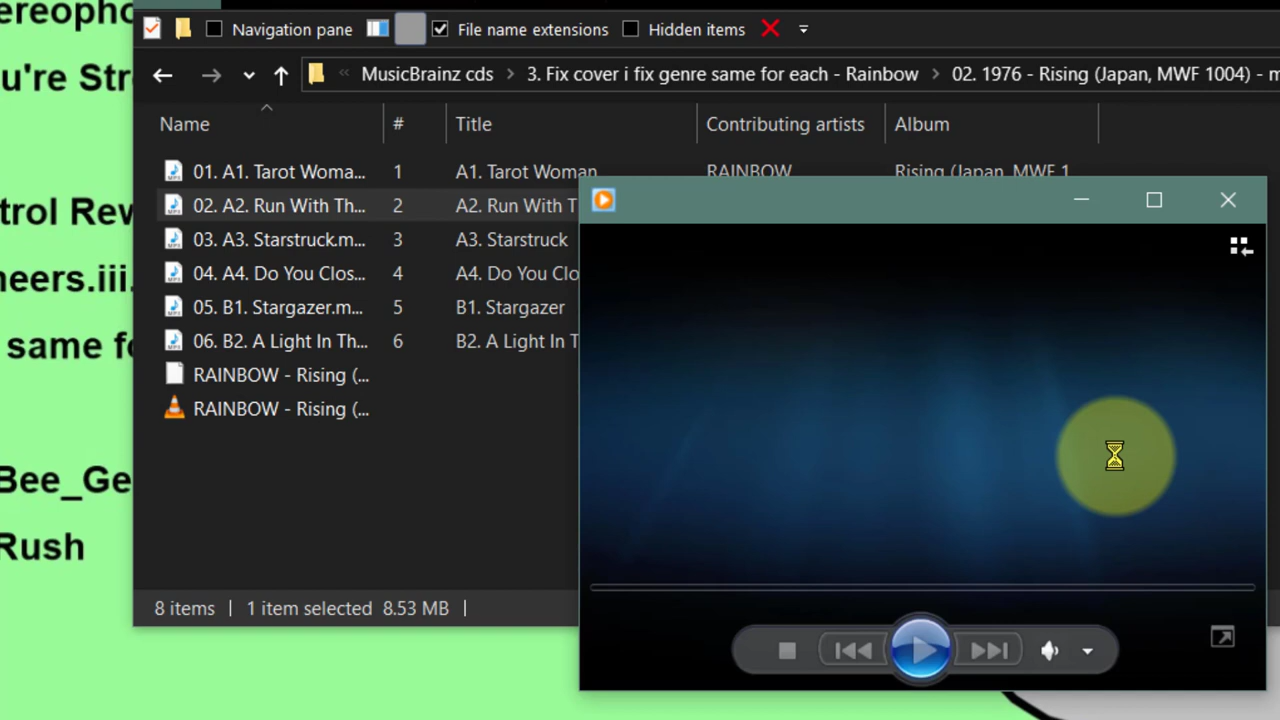 ereopho
Navigation pane File name extensions Hidden items
u're Str
MusicBrainz cds 3. Fix cover i fix genre same for each - Rainbow 02. 1976 - Rising (Japan, MWF 1004) - m
Name # Title Contributing artists Album
01. A1. Tarot Woma... 1 A1. Tarot Woman RAINBOW Rising (Japan, MWF 1
trol Rew
02. A2. Run With Th... 2 A2. Run With T
03. A3. Starstruck.m... 3 A3. Starstruck
neers.iii.
04. A4. Do You Clos... 4 A4. Do You Clo
05. B1. Stargazer.m... 5 B1. Stargazer
same fo
06. B2. A Light In Th... 6 B2. A Light In T
RAINBOW - Rising (...
RAINBOW - Rising (...
Bee_Ge
Rush
8 items 1 item selected 8.53 MB